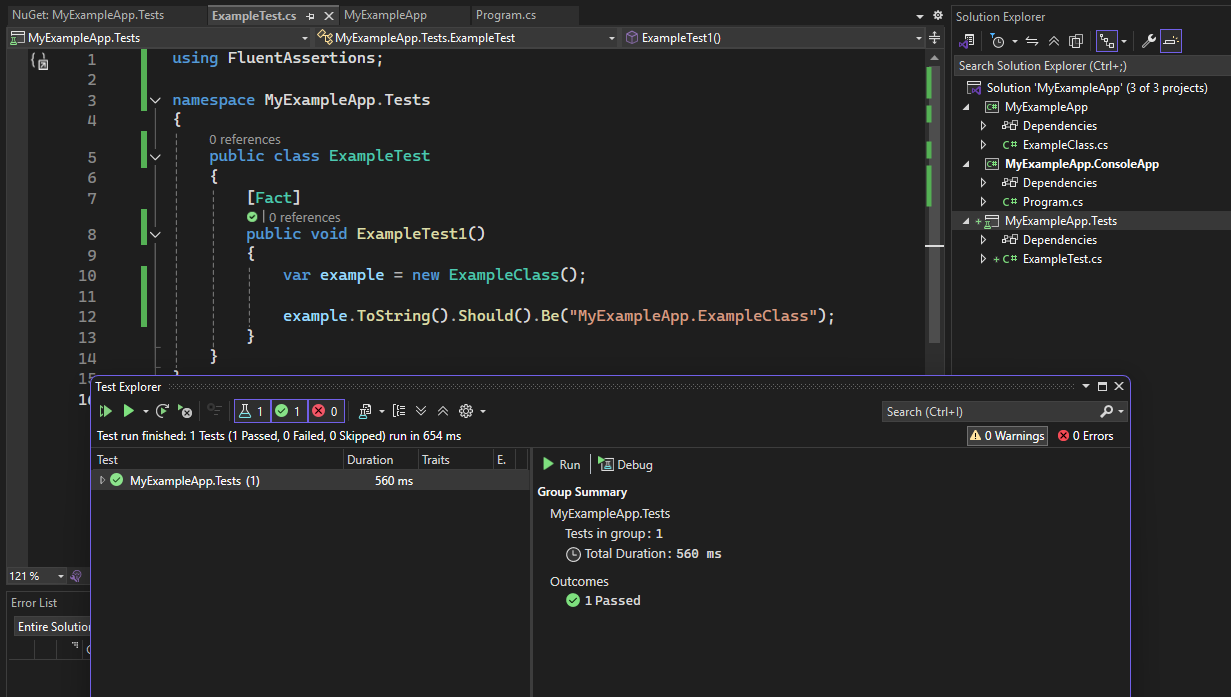 NuGet: MyExampleApp.Tests
ExampleTest.cs
MyExampleApp
Program.cs
MyExampleApp.Tests
MyExampleApp.Tests.ExampleTest
ExampleTest1()
1 using FluentAssertions;
2
3 namespace MyExampleApp.Tests
4 {
0 references
5 public class ExampleTest
6 {
7 [Fact]
| 0 references
8 public void ExampleTest1()
9 {
10 var example = new ExampleClass();
11
12 example.ToString().Should().Be("MyExampleApp.ExampleClass");
13 }
14 }
15 }
121 %
Error List
Entire Solution
Test Explorer
1 1 0
Search (Ctrl+I)
Test run finished: 1 Tests (1 Passed, 0 Failed, 0 Skipped) run in 654 ms
0 Warnings
0 Errors
Test Duration Traits E.
MyExampleApp.Tests (1) 560 ms
Run Debug
Group Summary
MyExampleApp.Tests
Tests in group: 1
Total Duration: 560 ms
Outcomes
1 Passed
Solution Explorer
Search Solution Explorer (Ctrl+;)
Solution 'MyExampleApp' (3 of 3 projects)
C# MyExampleApp
Dependencies
C# ExampleClass.cs
C# MyExampleApp.ConsoleApp
Dependencies
C# Program.cs
+ MyExampleApp.Tests
Dependencies
+ C# ExampleTest.cs